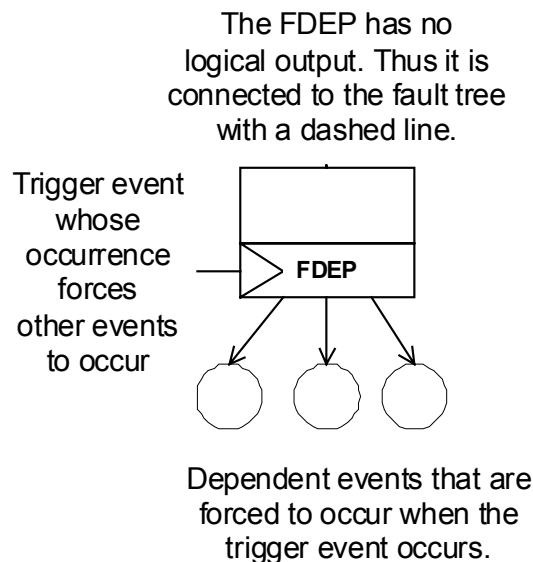 The FDEP has no
logical output. Thus it is
connected to the fault tree
with a dashed line.
Trigger event
whose
occurrence
forces
other events
to occur
FDEP
Dependent events that are
forced to occur when the
trigger event occurs.